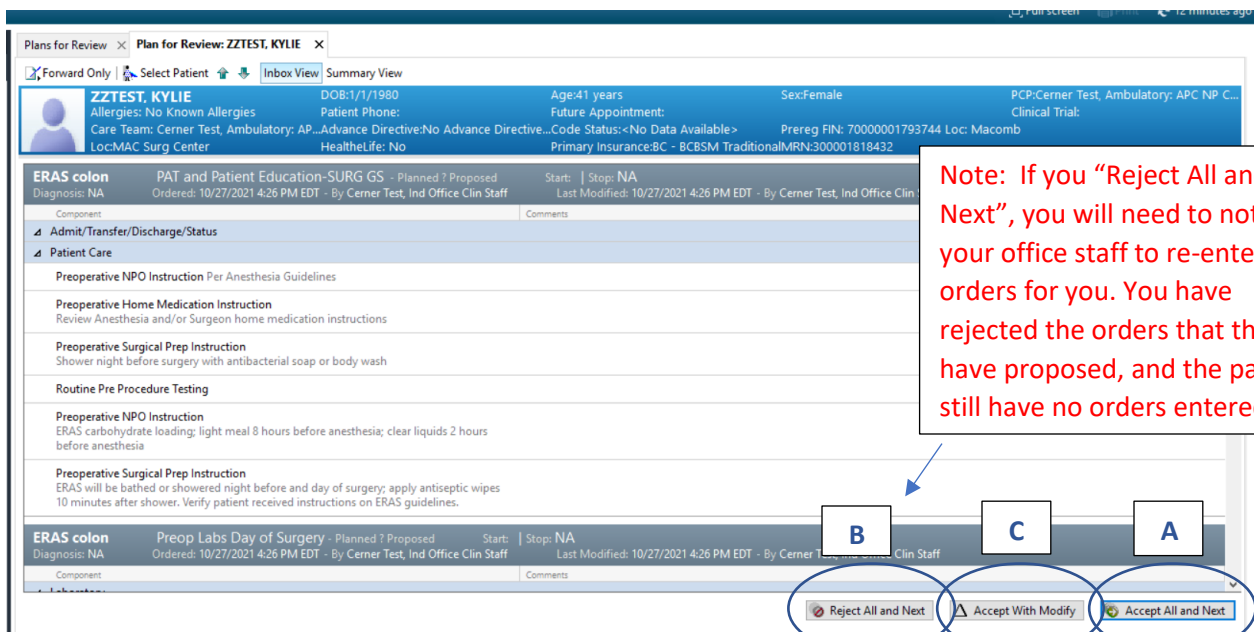 Full screen Print 12 minutes ago
Plans for Review × Plan for Review: ZZTEST, KYLIE ×
Forward Only | Select Patient Inbox View Summary View
ZZTEST, KYLIE DOB:1/1/1980 Age:41 years Sex:Female PCP:Cerner Test, Ambulatory: APC NP C...
Allergies: No Known Allergies Patient Phone: Future Appointment: Clinical Trial:
Care Team: Cerner Test, Ambulatory: AP...Advance Directive:No Advance Directive...Code Status:<No Data Available> Prereg FIN: 70000001793744 Loc: Macomb
Loc:MAC Surg Center HealtheLife: No Primary Insurance:BC - BCBSM TraditionalMRN:300001818432
ERAS colon PAT and Patient Education-SURG GS - Planned ? Proposed Start: | Stop: NA
Diagnosis: NA Ordered: 10/27/2021 4:26 PM EDT - By Cerner Test, Ind Office Clin Staff Last Modified: 10/27/2021 4:26 PM EDT - By Cerner Test, Ind Office Clin
Component Comments
Admit/Transfer/Discharge/Status
Patient Care
Preoperative NPO Instruction Per Anesthesia Guidelines
Preoperative Home Medication Instruction
Review Anesthesia and/or Surgeon home medication instructions
Preoperative Surgical Prep Instruction
Shower night before surgery with antibacterial soap or body wash
Routine Pre Procedure Testing
Preoperative NPO Instruction
ERAS carbohydrate loading; light meal 8 hours before anesthesia; clear liquids 2 hours
before anesthesia
Preoperative Surgical Prep Instruction
ERAS will be bathed or showered night before and day of surgery; apply antiseptic wipes
10 minutes after shower. Verify patient received instructions on ERAS guidelines.
Note: If you “Reject All an
Next”, you will need to not
your office staff to re-ente
orders for you. You have
rejected the orders that th
have proposed, and the pa
still have no orders entere
B C A
ERAS colon Preop Labs Day of Surgery - Planned ? Proposed Start: | Stop: NA
Diagnosis: NA Ordered: 10/27/2021 4:26 PM EDT - By Cerner Test, Ind Office Clin Staff Last Modified: 10/27/2021 4:26 PM EDT - By Cerner Test, Ind Office Clin Staff
Component Comments
Laboratory
Reject All and Next Accept With Modify Accept All and Next